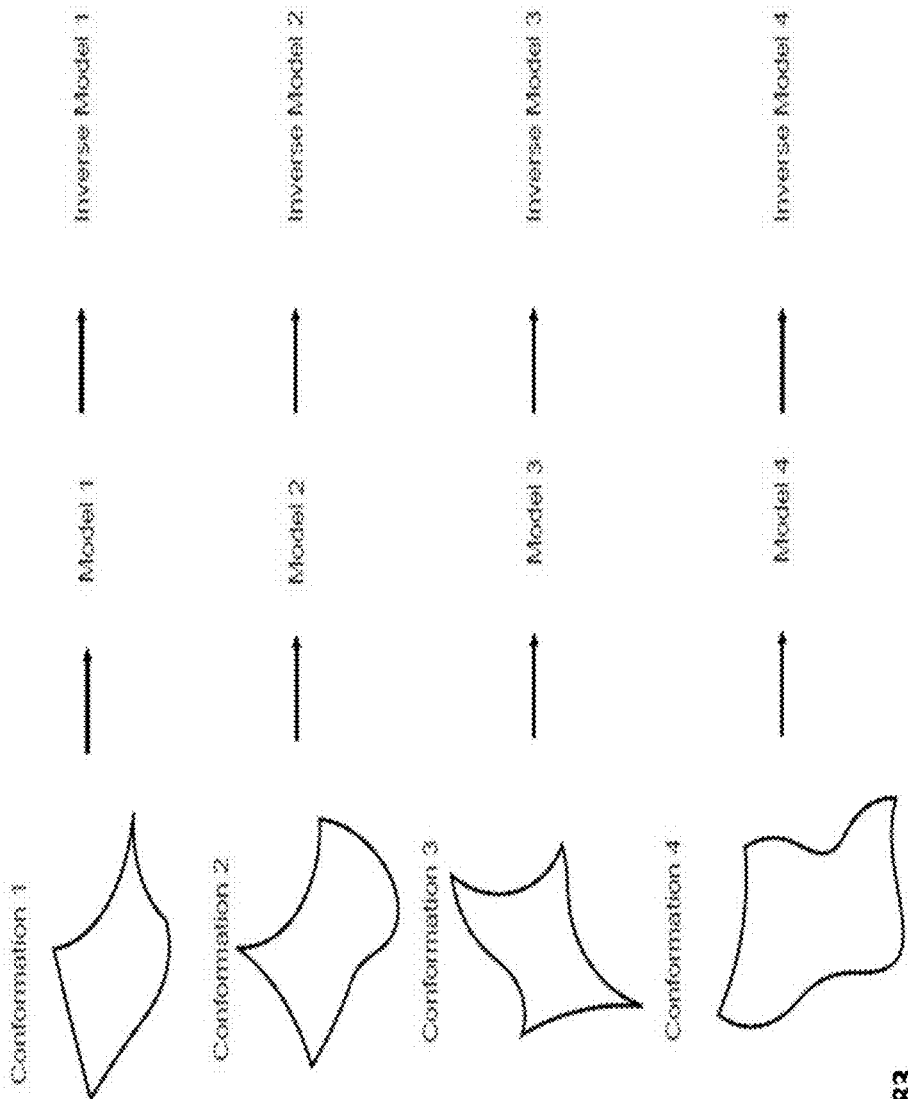 Conformation 1
Model 1
Inverse Model 1
Conformation 2
Model 2
Inverse Model 2
Conformation 3
Model 3
Inverse Model 3
Conformation 4
Model 4
Inverse Model 4